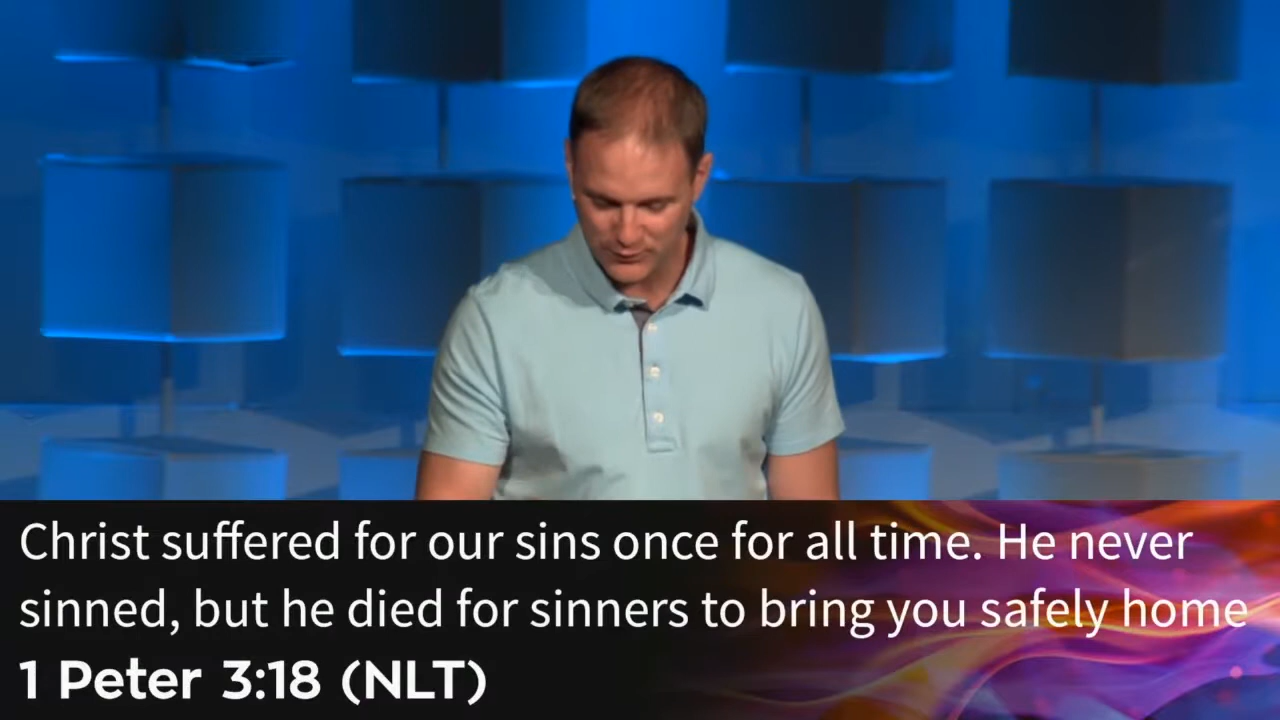 Christ suffered for our sins once for all time. He never
sinned, but he died for sinners to bring you safely home
1 Peter 3:18 (NLT)